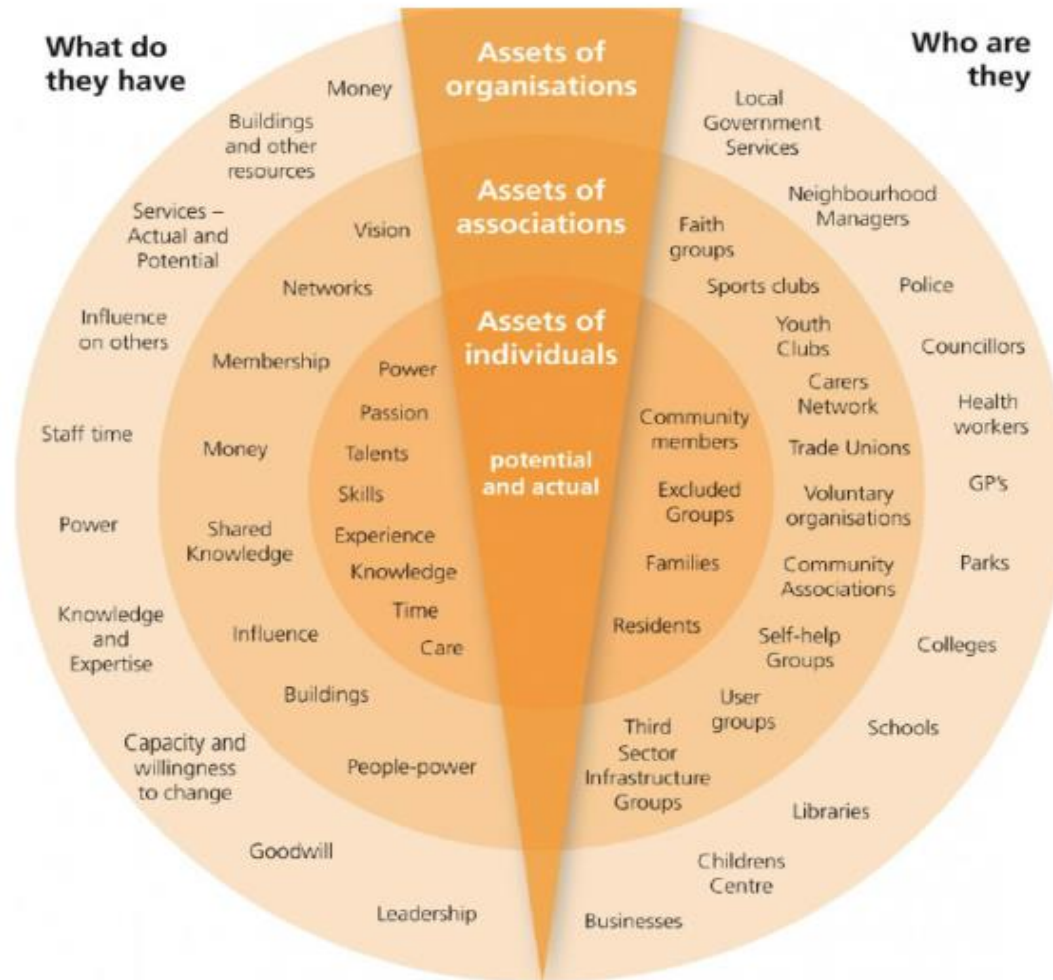 What do
they have
Assets of
organisations
Who are
they
Money
Buildings
and other
resources
Services –
Actual and
Potential
Influence
on others
Staff time
Power
Knowledge
and
Expertise
Capacity and
willingness
to change
Goodwill
Leadership
Local
Government
Services
Neighbourhood
Managers
Police
Councillors
Health
workers
GP's
Parks
Colleges
Schools
Libraries
Childrens
Centre
Businesses
Assets of
associations
Vision
Networks
Membership
Money
Shared
Knowledge
Influence
Buildings
People-power
Faith
groups
Sports clubs
Youth
Clubs
Carers
Network
Trade Unions
Voluntary
organisations
Community
Associations
Self-help
Groups
User
groups
Third
Sector
Infrastructure
Groups
Assets of
individuals
potential
and actual
Power
Passion
Talents
Skills
Experience
Knowledge
Time
Care
Community
members
Excluded
Groups
Families
Residents